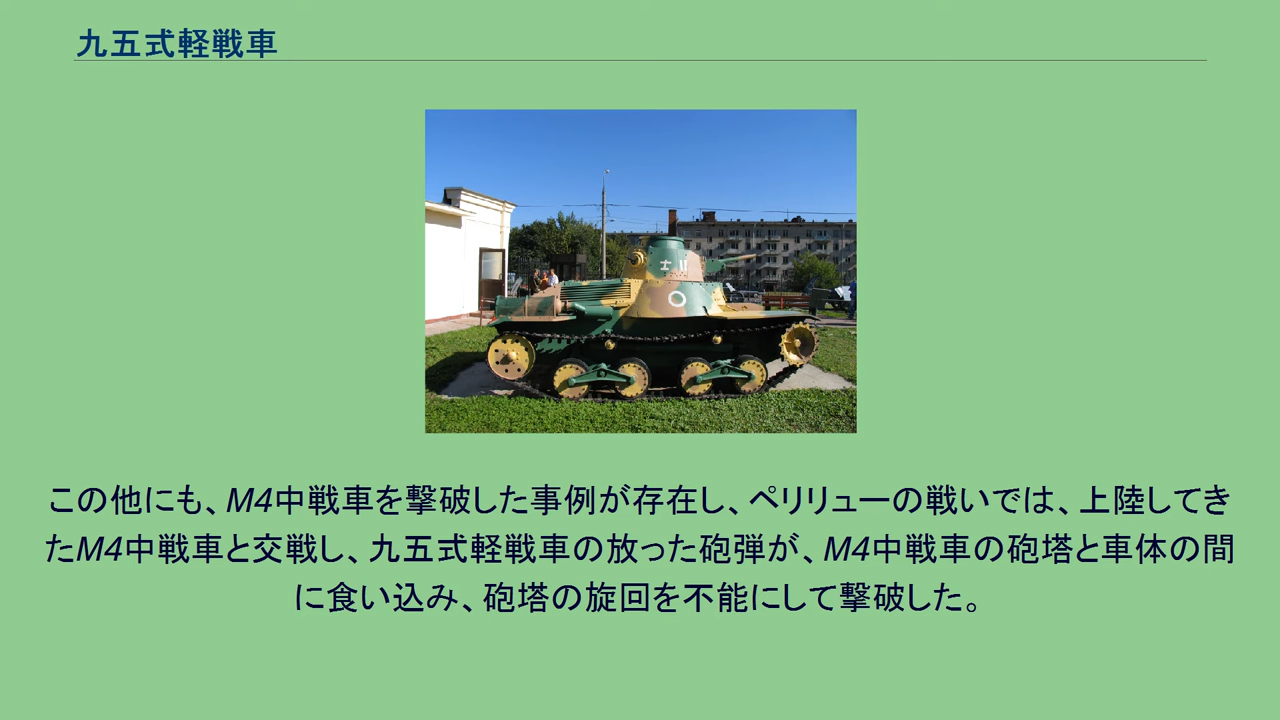 九五式軽戦車
士 11
この他にも、M4中戦車を撃破した事例が存在し、ペリリューの戦いでは、上陸してき
たM4中戦車と交戦し、九五式軽戦車の放った砲弾が、M4中戦車の砲塔と車体の間
に食い込み、砲塔の旋回を不能にして撃破した。